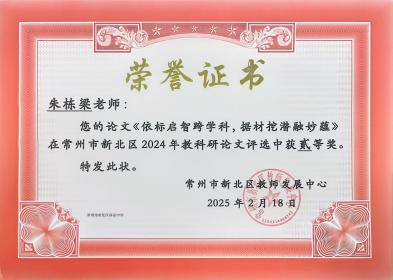 荣誉证书
朱栋梁老师：
您的论文《依标启智跨学科，据材挖潜融妙蕴》
在常州市新北区2024年教科研论文评选中获贰等奖。
特发此状。
常州市新北区教师发展中心
2025年2月18日